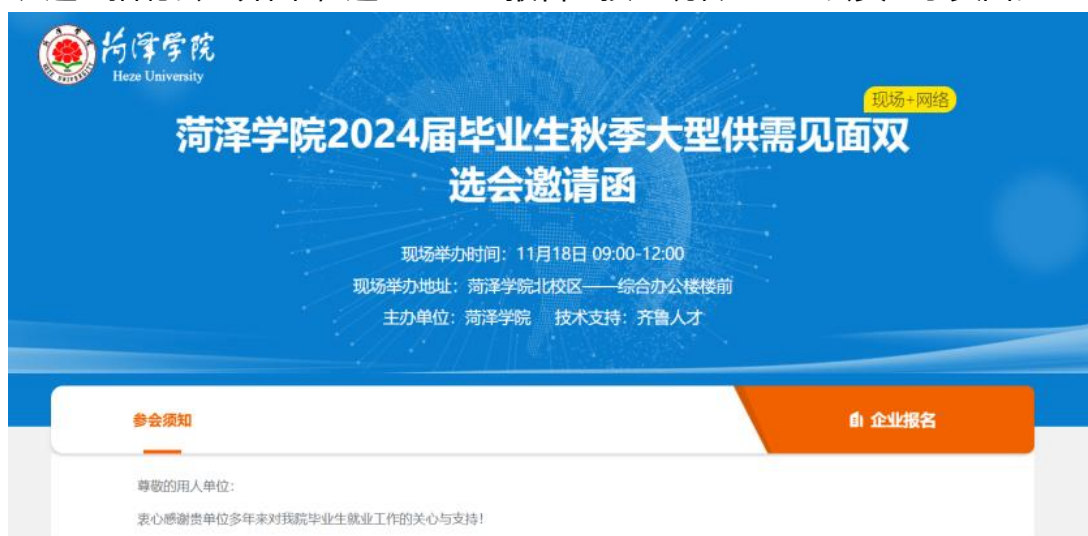 菏泽学院
Heze University
现场+网络
菏泽学院2024届毕业生秋季大型供需见面双
选会邀请函
现场举办时间：11月18日 09:00-12:00
现场举办地址：菏泽学院北校区——综合办公楼楼前
主办单位：菏泽学院 技术支持：齐鲁人才
参会须知
企业报名
尊敬的用人单位：
衷心感谢贵单位多年来对我院毕业生就业工作的关心与支持！